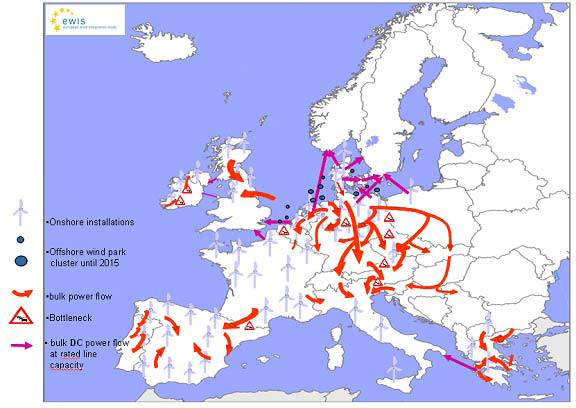 ewis
european wind integration study
•Onshore installations
•Offshore wind park
cluster until 2015
•bulk power flow
•Bottleneck
• bulk DC power flow
at rated line
capacity